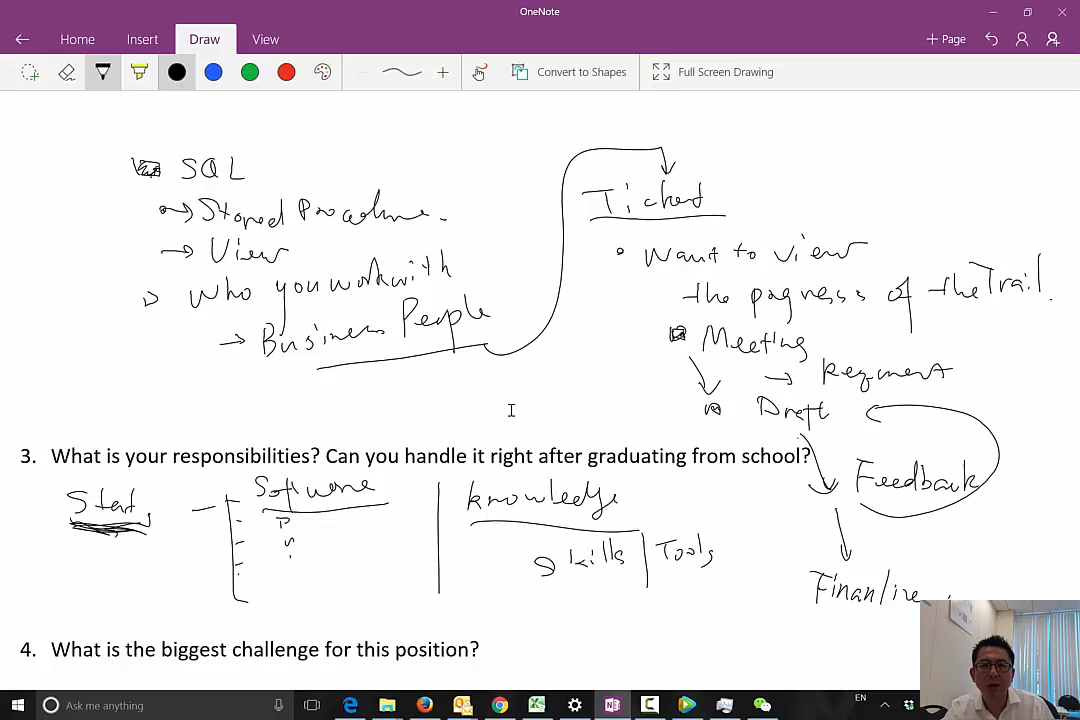 OneNote
Home Insert Draw View
Page
Convert to Shapes
Full Screen Drawing
SQL
→ Stored Procedure.
→ View
Who you work with
→ Business People
Ticket
• Want to view
the progress of the Trail.
Meeting
→
Draft
Feedback
3. What is your responsibilities? Can you handle it right after graduating from school?
Start
Software
knowledge
skills | Tools
4. What is the biggest challenge for this position?
Ask me anything
EN